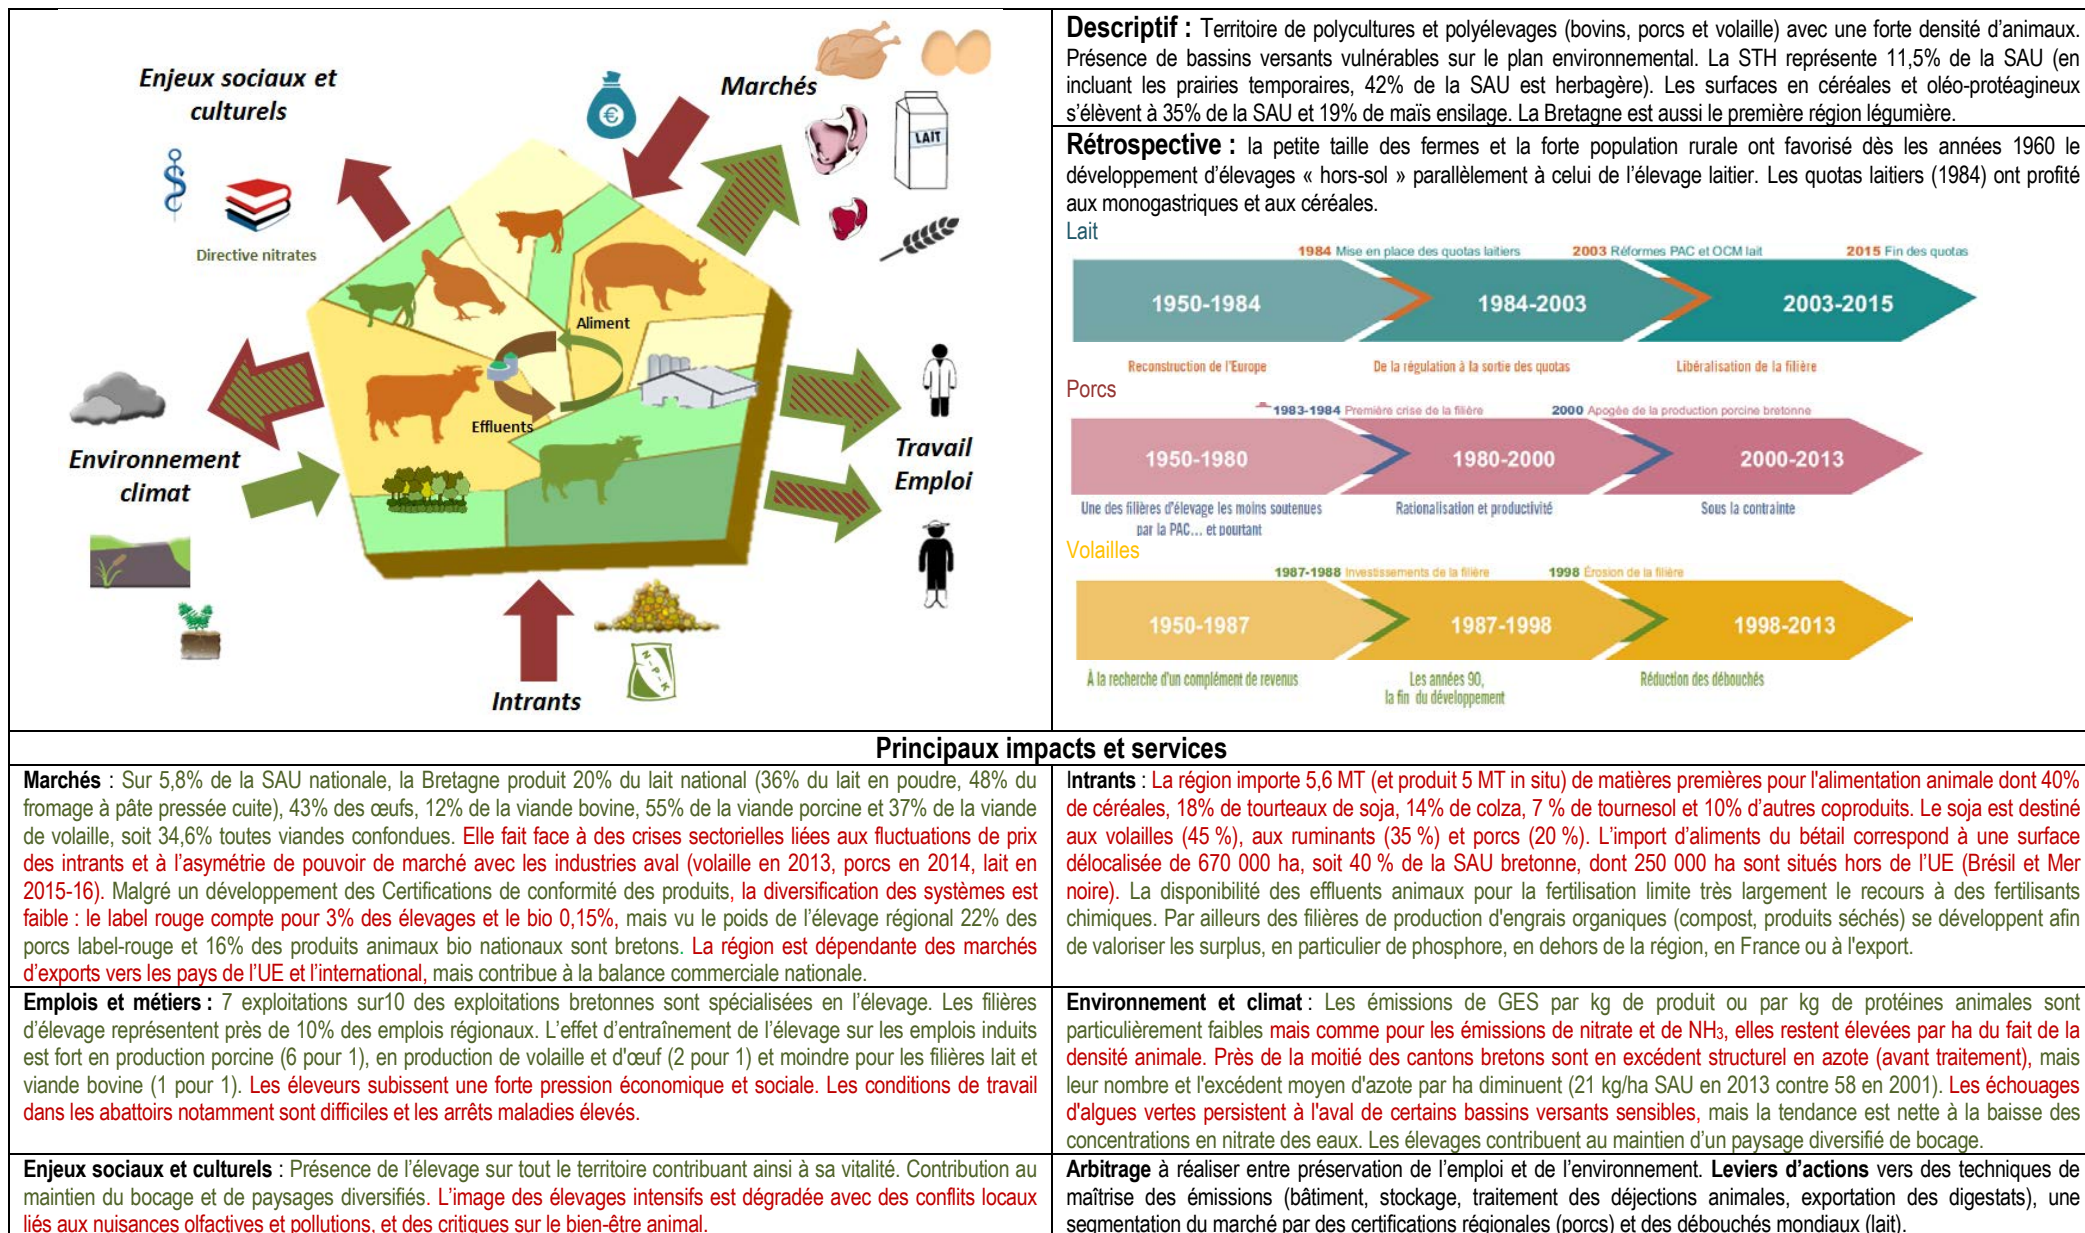 Enjeux sociaux et
culturels
Directive nitrates
Marchés
LAIT
Aliment
Effluents
Environnement
climat
Travail
Emploi
Intrants
N-P-K
Descriptif : Territoire de polycultures et polyélevages (bovins, porcs et volaille) avec une forte densité d'animaux.
Présence de bassins versants vulnérables sur le plan environnemental. La STH représente 11,5% de la SAU (en
incluant les prairies temporaires, 42% de la SAU est herbagère). Les surfaces en céréales et oléo-protéagineux
s'élèvent à 35% de la SAU et 19% de maïs ensilage. La Bretagne est aussi le première région légumière.
Rétrospective : la petite taille des fermes et la forte population rurale ont favorisé dès les années 1960 le
développement d'élevages « hors-sol » parallèlement à celui de l'élevage laitier. Les quotas laitiers (1984) ont profité
aux monogastriques et aux céréales.
Lait
1984 Mise en place des quotas laitiers
2003 Réformes PAC et OCM lait
2015 Fin des quotas
1950-1984
1984-2003
2003-2015
Reconstruction de l'Europe
De la régulation à la sortie des quotas
Libéralisation de la filière
Porcs
1983-1984 Première crise de la filière
2000 Apogée de la production porcine bretonne
1950-1980
1980-2000
2000-2013
Une des filières d'élevage les moins soutenues
par la PAC... et pourtant
Rationalisation et productivité
Sous la contrainte
Volailles
1987-1988 Investissements de la filière
1998 Érosion de la filière
1950-1987
1987-1998
1998-2013
À la recherche d'un complément de revenus
Les années 90,
la fin du développement
Réduction des débouchés
Principaux impacts et services
Marchés : Sur 5,8% de la SAU nationale, la Bretagne produit 20% du lait national (36% du lait en poudre, 48% du
fromage à pâte pressée cuite), 43% des œufs, 12% de la viande bovine, 55% de la viande porcine et 37% de la viande
de volaille, soit 34,6% toutes viandes confondues. Elle fait face à des crises sectorielles liées aux fluctuations de prix
des intrants et à l'asymétrie de pouvoir de marché avec les industries aval (volaille en 2013, porcs en 2014, lait en
2015-16). Malgré un développement des Certifications de conformité des produits, la diversification des systèmes est
faible : le label rouge compte pour 3% des élevages et le bio 0,15%, mais vu le poids de l'élevage régional 22% des
porcs label-rouge et 16% des produits animaux bio nationaux sont bretons. La région est dépendante des marchés
d'exports vers les pays de l'UE et l'international, mais contribue à la balance commerciale nationale.
Intrants : La région importe 5,6 MT (et produit 5 MT in situ) de matières premières pour l'alimentation animale dont 40%
de céréales, 18% de tourteaux de soja, 14% de colza, 7 % de tournesol et 10% d'autres coproduits. Le soja est destiné
aux volailles (45 %), aux ruminants (35 %) et porcs (20 %). L'import d'aliments du bétail correspond à une surface
délocalisée de 670 000 ha, soit 40 % de la SAU bretonne, dont 250 000 ha sont situés hors de l'UE (Brésil et Mer
noire). La disponibilité des effluents animaux pour la fertilisation limite très largement le recours à des fertilisants
chimiques. Par ailleurs des filières de production d'engrais organiques (compost, produits séchés) se développent afin
de valoriser les surplus, en particulier de phosphore, en dehors de la région, en France ou à l'export.
Emplois et métiers : 7 exploitations sur10 des exploitations bretonnes sont spécialisées en l'élevage. Les filières
d'élevage représentent près de 10% des emplois régionaux. L'effet d'entraînement de l'élevage sur les emplois induits
est fort en production porcine (6 pour 1), en production de volaille et d'œuf (2 pour 1) et moindre pour les filières lait et
viande bovine (1 pour 1). Les éleveurs subissent une forte pression économique et sociale. Les conditions de travail
dans les abattoirs notamment sont difficiles et les arrêts maladies élevés.
Environnement et climat : Les émissions de GES par kg de produit ou par kg de protéines animales sont
particulièrement faibles mais comme pour les émissions de nitrate et de NH3, elles restent élevées par ha du fait de la
densité animale. Près de la moitié des cantons bretons sont en excédent structurel en azote (avant traitement), mais
leur nombre et l'excédent moyen d'azote par ha diminuent (21 kg/ha SAU en 2013 contre 58 en 2001). Les échouages
d'algues vertes persistent à l'aval de certains bassins versants sensibles, mais la tendance est nette à la baisse des
concentrations en nitrate des eaux. Les élevages contribuent au maintien d'un paysage diversifié de bocage.
Enjeux sociaux et culturels : Présence de l'élevage sur tout le territoire contribuant ainsi à sa vitalité. Contribution au
maintien du bocage et de paysages diversifiés. L'image des élevages intensifs est dégradée avec des conflits locaux
liés aux nuisances olfactives et pollutions, et des critiques sur le bien-être animal.
Arbitrage à réaliser entre préservation de l'emploi et de l'environnement. Leviers d'actions vers des techniques de
maîtrise des émissions (bâtiment, stockage, traitement des déjections animales, exportation des digestats), une
segmentation du marché par des certifications régionales (porcs) et des débouchés mondiaux (lait).